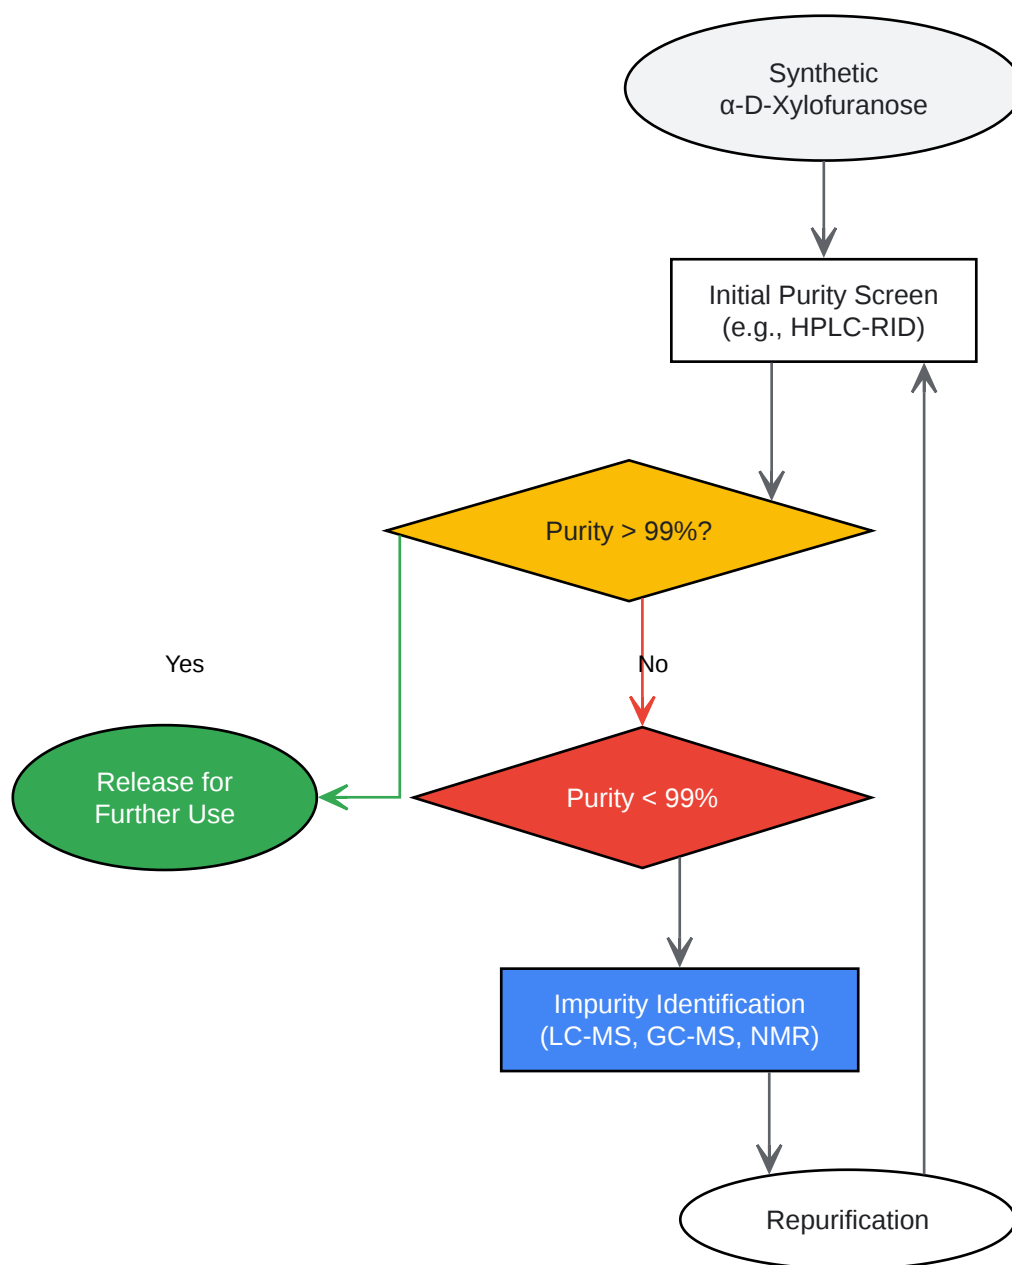 Synthetic
α-D-Xylofuranose
Initial Purity Screen
(e.g., HPLC-RID)
Purity > 99%?
Yes
No
Release for
Further Use
Purity < 99%
Impurity Identification
(LC-MS, GC-MS, NMR)
Repurification